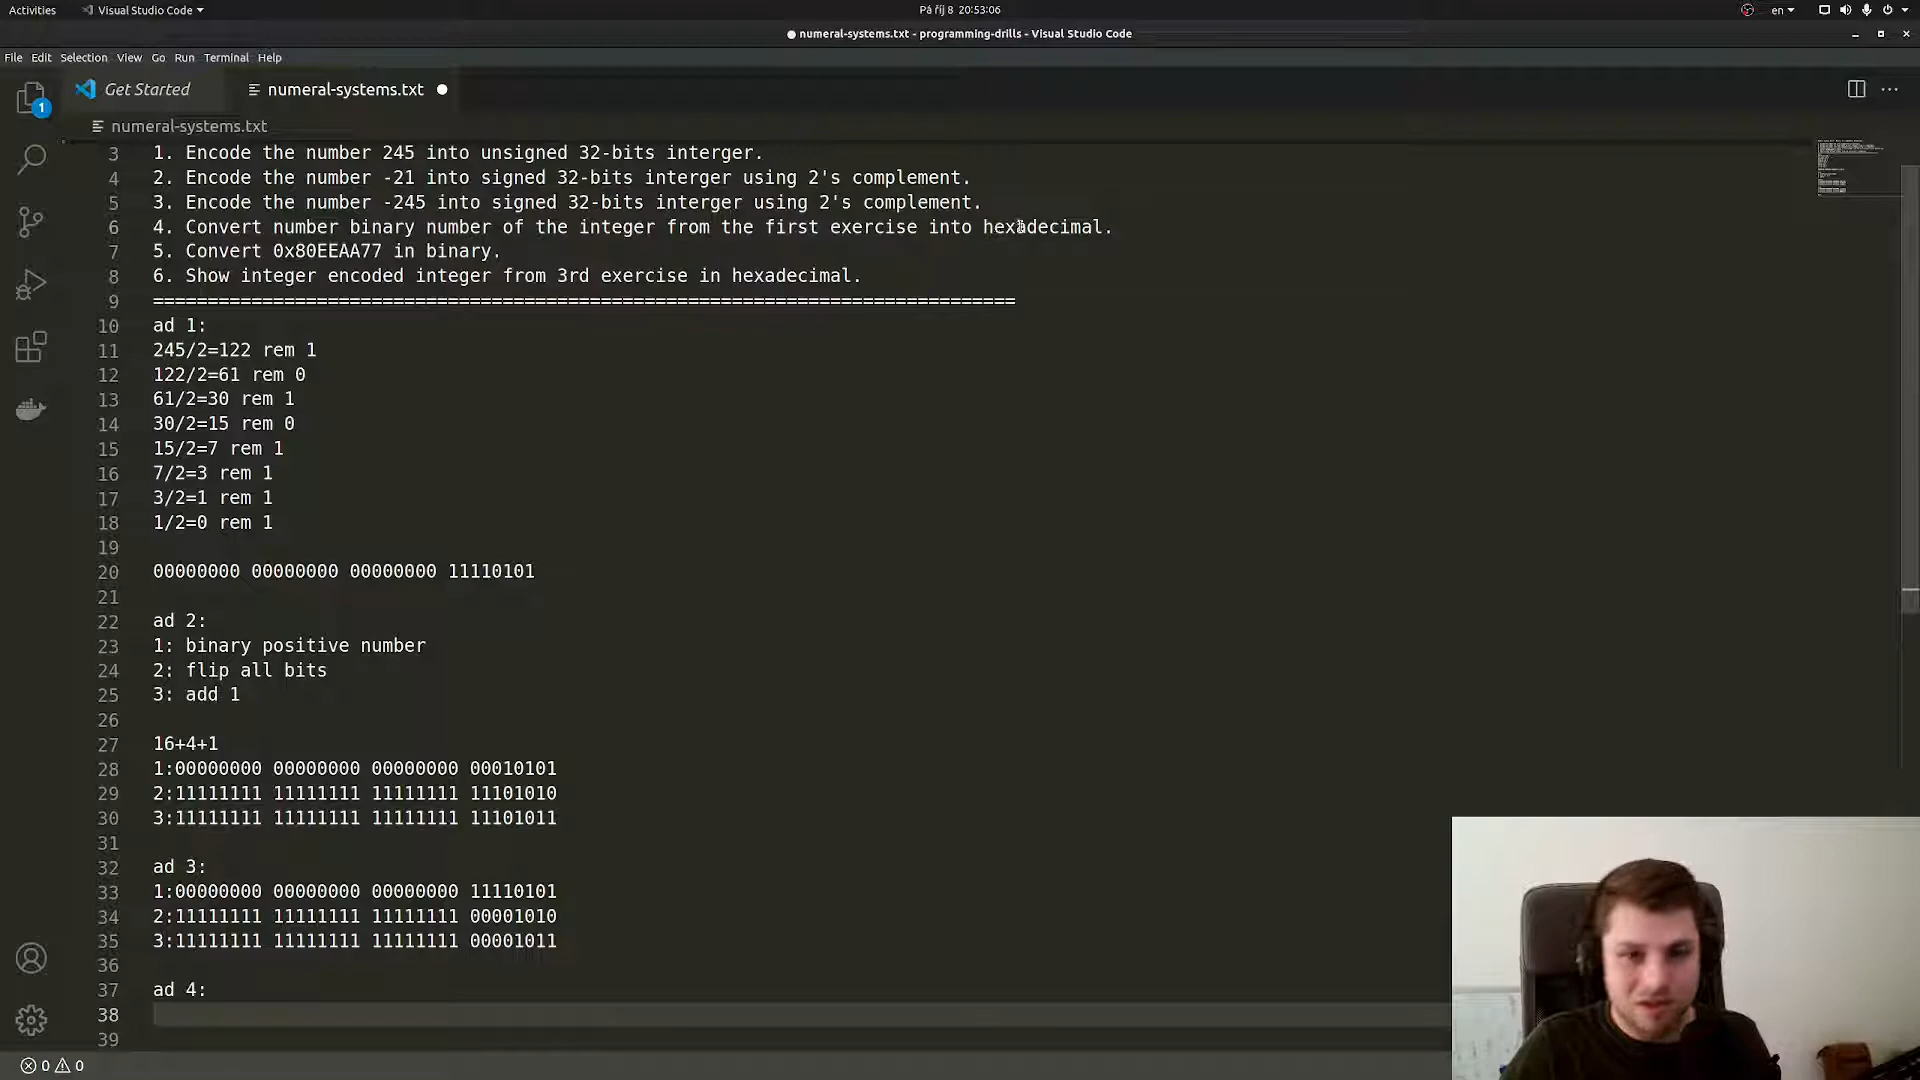 Activities
Visual Studio Code
Pá říj 8 20:53:06
en
numeral-systems.txt - programming-drills - Visual Studio Code
File Edit Selection View Go Run Terminal Help
1
Get Started
numeral-systems.txt
numeral-systems.txt
3 1. Encode the number 245 into unsigned 32-bits interger.
4 2. Encode the number -21 into signed 32-bits interger using 2's complement.
5 3. Encode the number -245 into signed 32-bits interger using 2's complement.
6 4. Convert number binary number of the integer from the first exercise into hexadecimal.
7 5. Convert 0x80EEAA77 in binary.
8 6. Show integer encoded integer from 3rd exercise in hexadecimal.
9 ===============================================================================
10 ad 1:
11 245/2=122 rem 1
12 122/2=61 rem 0
13 61/2=30 rem 1
14 30/2=15 rem 0
15 15/2=7 rem 1
16 7/2=3 rem 1
17 3/2=1 rem 1
18 1/2=0 rem 1
19
20 00000000 00000000 00000000 11110101
21
22 ad 2:
23 1: binary positive number
24 2: flip all bits
25 3: add 1
26
27 16+4+1
28 1:00000000 00000000 00000000 00010101
29 2:11111111 11111111 11111111 11101010
30 3:11111111 11111111 11111111 11101011
31
32 ad 3:
33 1:00000000 00000000 00000000 11110101
34 2:11111111 11111111 11111111 00001010
35 3:11111111 11111111 11111111 00001011
36
37 ad 4:
38
39
0 0